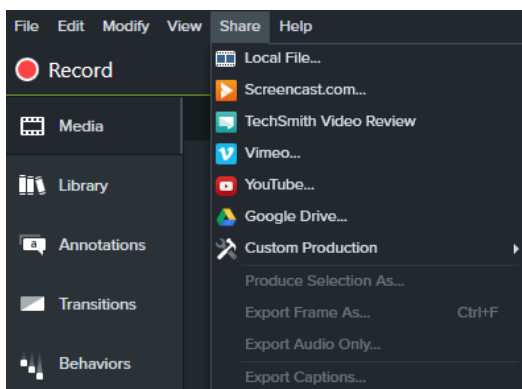 File Edit Modify View Share Help
Record
Media
Library
a Annotations
Transitions
Behaviors
Local File...
Screencast.com...
TechSmith Video Review
Vimeo...
YouTube...
Google Drive...
Custom Production
Produce Selection As...
Export Frame As... Ctrl+F
Export Audio Only...
Export Captions...